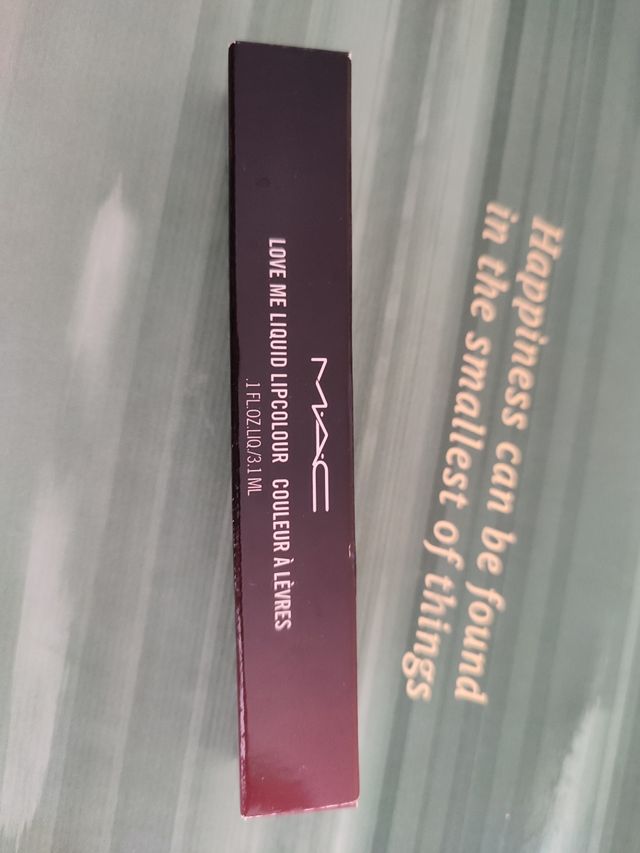 M·A·C
LOVE ME LIQUID LIPCOLOUR COULEUR À LÈVRES
.1 FL.OZ.LIQ./3.1 ML
Happiness can be found
in the smallest of things